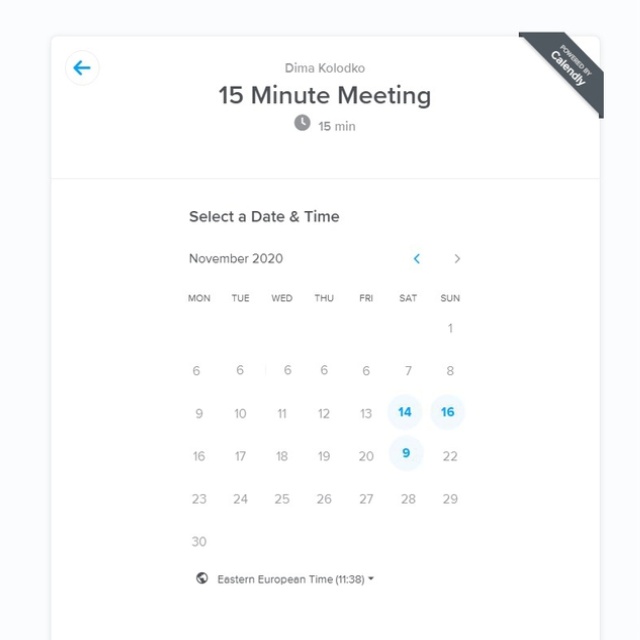 Dima Kolodko
POWERED BY
Calendly
15 Minute Meeting
15 min
Select a Date & Time
November 2020
MON TUE WED THU FRI SAT SUN
1
6 6 6 6 6 7 8
9 10 11 12 13 14 16
16 17 18 19 20 9 22
23 24 25 26 27 28 29
30
Eastern European Time (11:38)